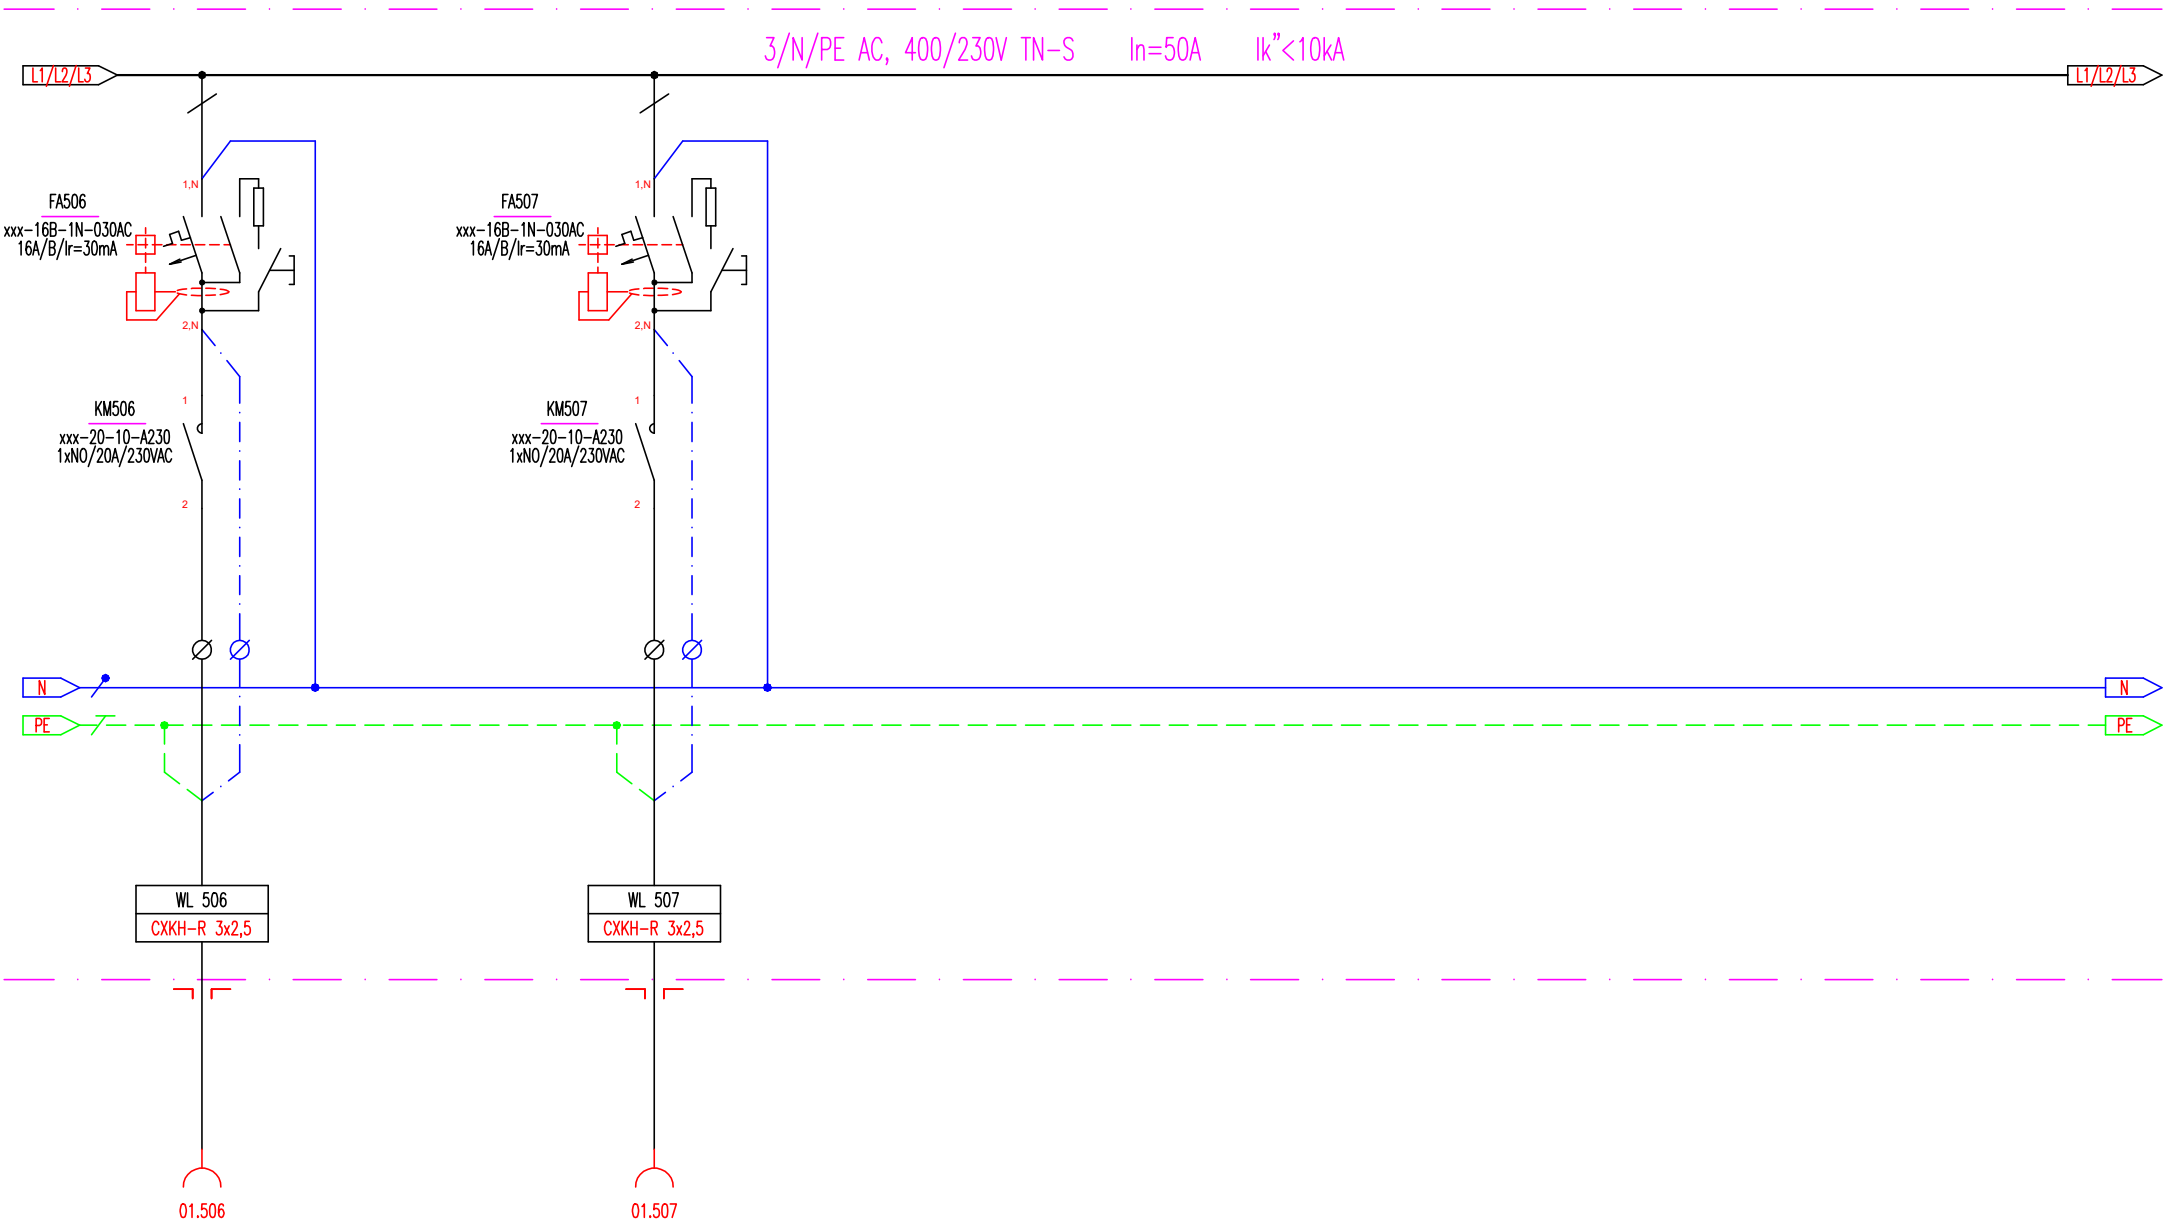 3/N/PE AC, 400/230V TN-S In=50A Ik"<10kA
L1/L2/L3
L1/L2/L3
1,N
FA506
xxx-16B-1N-030AC
16A/B/Ir=30mA
2,N
1
KM506
xxx-20-10-A230
1xNO/20A/230VAC
2
1,N
FA507
xxx-16B-1N-030AC
16A/B/Ir=30mA
2,N
1
KM507
xxx-20-10-A230
1xNO/20A/230VAC
2
N
N
PE
PE
WL 506
CXKH-R 3x2,5
WL 507
CXKH-R 3x2,5
01.506
01.507